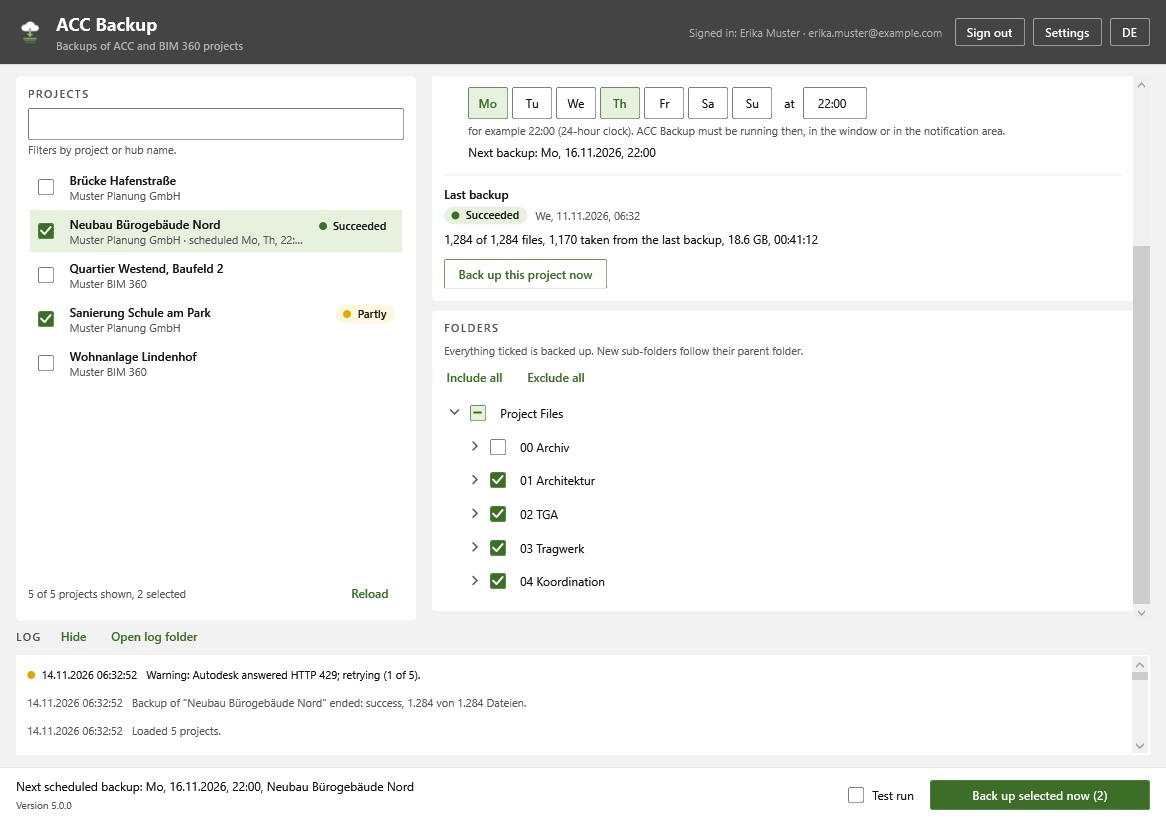 ACC Backup
Backups of ACC and BIM 360 projects
Signed in: Erika Muster · erika.muster@example.com
Sign out
Settings
DE
PROJECTS
Filters by project or hub name.
Brücke Hafenstraße
Muster Planung GmbH
Neubau Bürogebäude Nord
Succeeded
Muster Planung GmbH · scheduled Mo, Th, 22:...
Quartier Westend, Baufeld 2
Muster BIM 360
Sanierung Schule am Park
Partly
Muster Planung GmbH
Wohnanlage Lindenhof
Muster BIM 360
5 of 5 projects shown, 2 selected
Reload
Mo Tu We Th Fr Sa Su at 22:00
for example 22:00 (24-hour clock). ACC Backup must be running then, in the window or in the notification area.
Next backup: Mo, 16.11.2026, 22:00
Last backup
Succeeded We, 11.11.2026, 06:32
1,284 of 1,284 files, 1,170 taken from the last backup, 18.6 GB, 00:41:12
Back up this project now
FOLDERS
Everything ticked is backed up. New sub-folders follow their parent folder.
Include all Exclude all
Project Files
00 Archiv
01 Architektur
02 TGA
03 Tragwerk
04 Koordination
LOG Hide Open log folder
14.11.2026 06:32:52 Warning: Autodesk answered HTTP 429; retrying (1 of 5).
14.11.2026 06:32:52 Backup of "Neubau Bürogebäude Nord" ended: success, 1.284 von 1.284 Dateien.
14.11.2026 06:32:52 Loaded 5 projects.
Next scheduled backup: Mo, 16.11.2026, 22:00, Neubau Bürogebäude Nord
Version 5.0.0
Test run
Back up selected now (2)